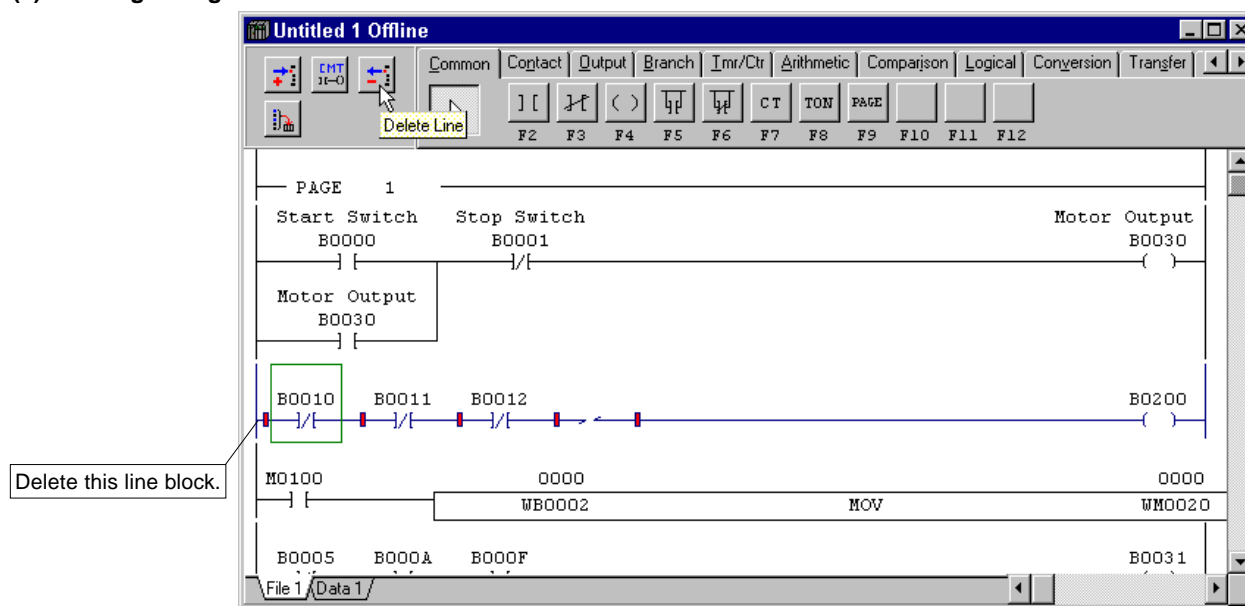 Untitled 1 Offline
CMT
Common Contact Output Branch Tmr/Ctr Arithmetic Comparison Logical Conversion Transfer
CT TON PAGE
Delete Line
F2 F3 F4 F5 F6 F7 F8 F9 F10 F11 F12
PAGE 1
Start Switch Stop Switch Motor Output
B0000 B0001 B0030
Motor Output
B0030
B0010 B0011 B0012 B0200
Delete this line block.
M0100 0000 0000
WB0002 MOV WM0020
B0005 B000A B000F B0031
File 1 Data 1